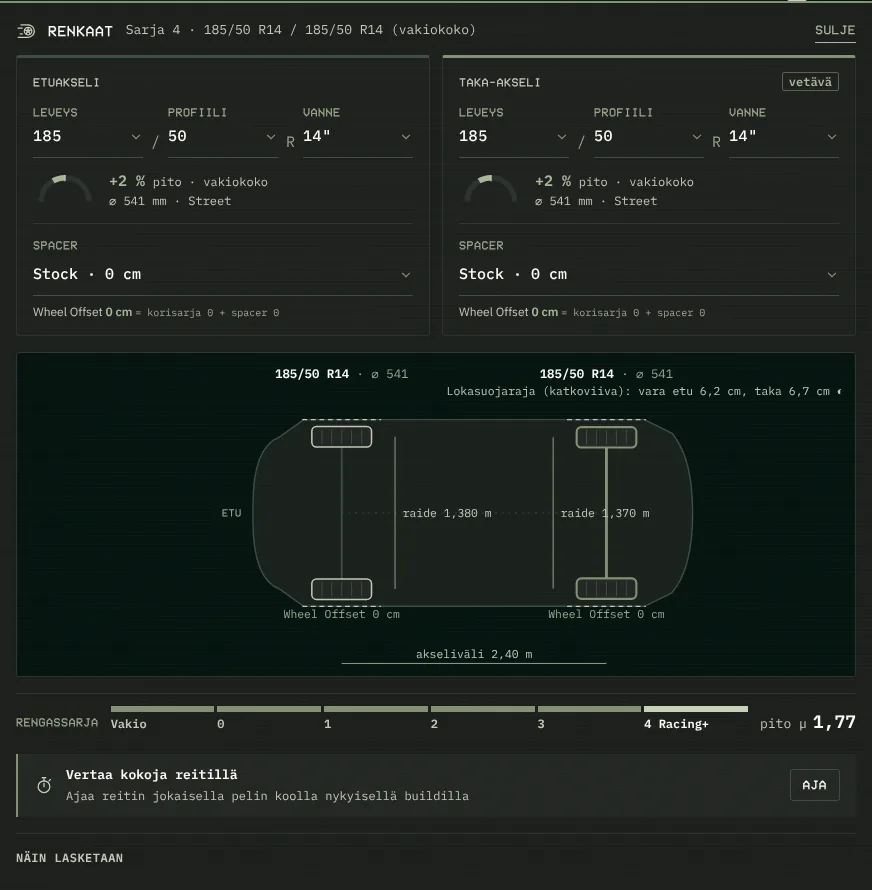 RENKAAT Sarja 4 · 185/50 R14 / 185/50 R14 (vakiokoko) SULJE
ETUAKSELI
LEVEYS PROFIILI VANNE
185 / 50 R 14"
+2 % pito · vakiokoko
⌀ 541 mm · Street
SPACER
Stock · 0 cm
Wheel Offset 0 cm = korisarja 0 + spacer 0
TAKA-AKSELI vetävä
LEVEYS PROFIILI VANNE
185 / 50 R 14"
+2 % pito · vakiokoko
⌀ 541 mm · Street
SPACER
Stock · 0 cm
Wheel Offset 0 cm = korisarja 0 + spacer 0
185/50 R14 · ⌀ 541 185/50 R14 · ⌀ 541
Lokasuojaraja (katkoviiva): vara etu 6,2 cm, taka 6,7 cm
ETU raide 1,380 m raide 1,370 m
Wheel Offset 0 cm Wheel Offset 0 cm
akseliväli 2,40 m
RENGASSARJA Vakio 0 1 2 3 4 Racing+ pito μ 1,77
Vertaa kokoja reitillä
Ajaa reitin jokaisella pelin koolla nykyisellä buildilla
AJA
NÄIN LASKETAAN